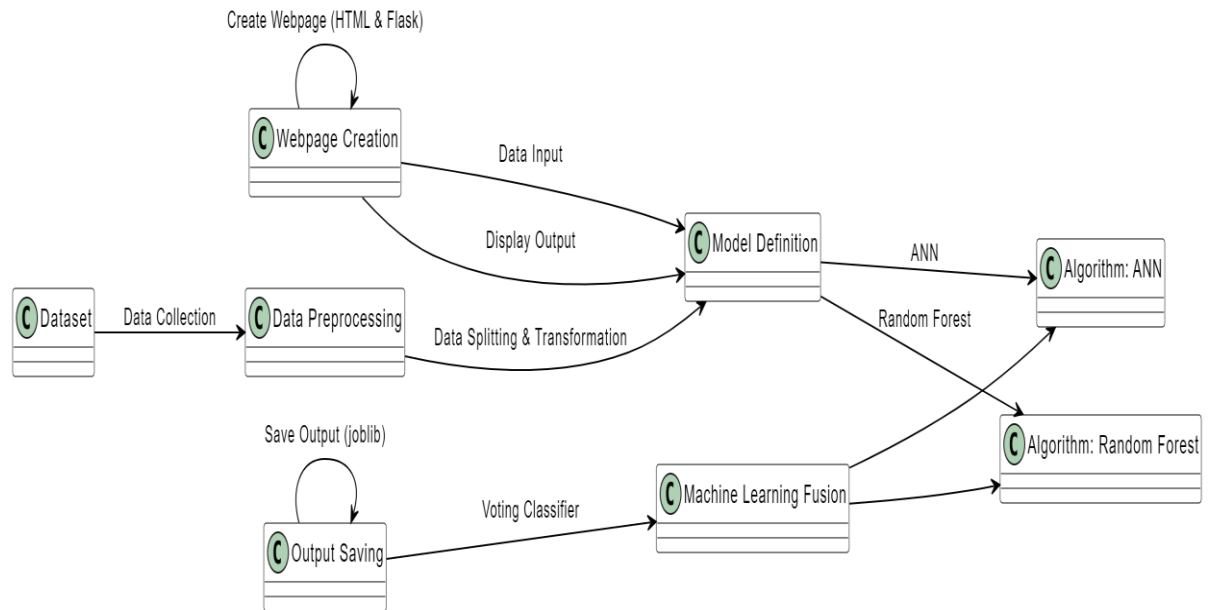 Create Webpage (HTML & Flask)
C Webpage Creation
Data Input
Display Output
C Model Definition
ANN
C Algorithm: ANN
C Dataset
Data Collection
C Data Preprocessing
Data Splitting & Transformation
Random Forest
C Algorithm: Random Forest
Save Output (joblib)
C Output Saving
Voting Classifier
C Machine Learning Fusion